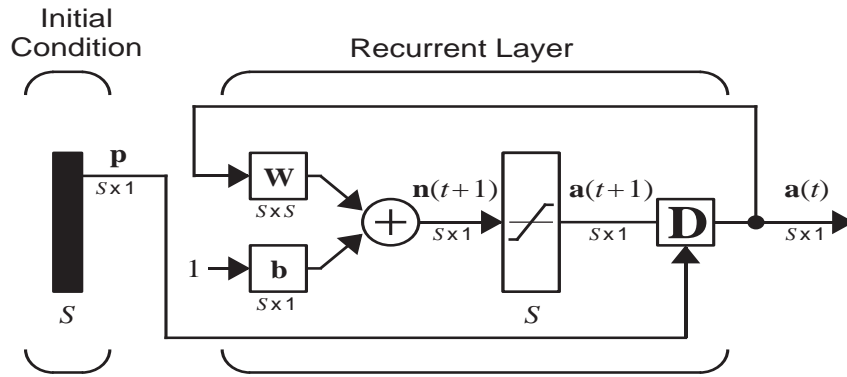 Initial
Condition
Recurrent Layer
p
S x 1
S
W
S x S
1
b
S x 1
+
n(t+1)
S x 1
S
a(t+1)
S x 1
D
a(t)
S x 1